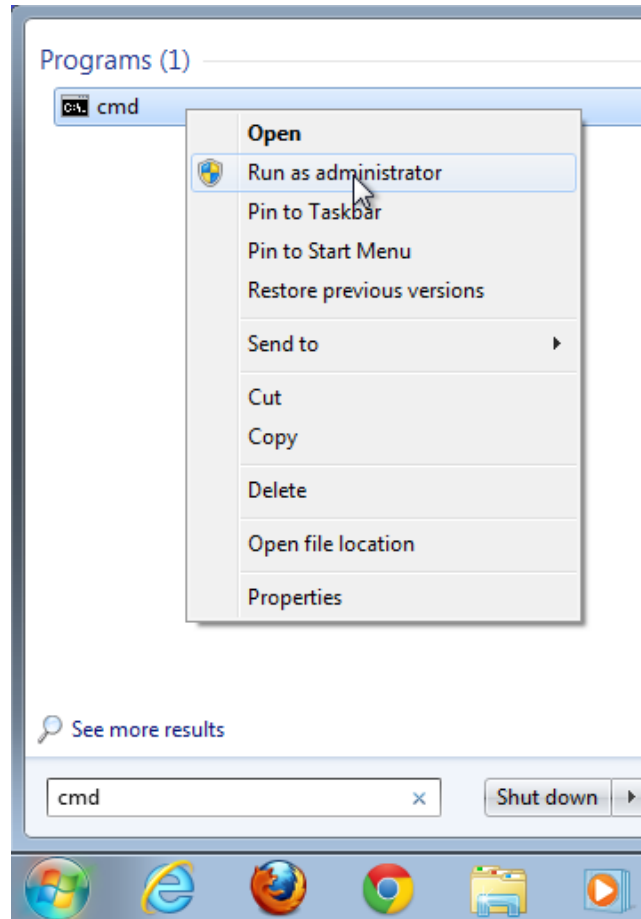 Programs (1)
cmd
Open
Run as administrator
Pin to Taskbar
Pin to Start Menu
Restore previous versions
Send to
Cut
Copy
Delete
Open file location
Properties
See more results
cmd
Shut down